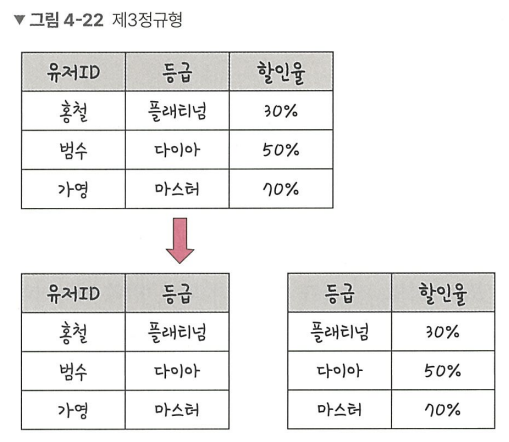 ▼ 그림 4-22 제3정규형
유저ID 등급 할인율
홍철 플래티넘 30%
범수 다이아 50%
가영 마스터 70%
유저ID 등급
홍철 플래티넘
범수 다이아
가영 마스터
등급 할인율
플래티넘 30%
다이아 50%
마스터 70%